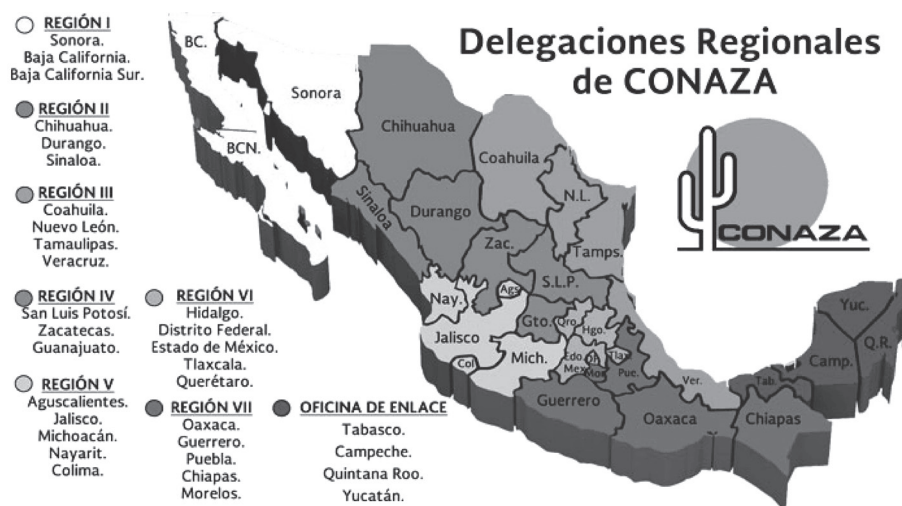 Delegaciones Regionales
de CONAZA
REGIÓN I
Sonora.
Baja California.
Baja California Sur.
REGIÓN II
Chihuahua.
Durango.
Sinaloa.
REGIÓN III
Coahuila.
Nuevo León.
Tamaulipas.
Veracruz.
REGIÓN IV
San Luis Potosí.
Zacatecas.
Guanajuato.
REGIÓN V
Aguscalientes.
Jalisco.
Michoacán.
Nayarit.
Colima.
REGIÓN VI
Hidalgo.
Distrito Federal.
Estado de México.
Tlaxcala.
Querétaro.
REGIÓN VII
Oaxaca.
Guerrero.
Puebla.
Chiapas.
Morelos.
OFICINA DE ENLACE
Tabasco.
Campeche.
Quintana Roo.
Yucatán.
BC.
Sonora
BCN.
Chihuahua
Coahuila
Sinaloa
Durango
N.L.
Zac.
Tamps.
S.L.P.
Nay.
Ags.
Gto.
Qro.
Hgo.
Jalisco
Col
Mich.
Edo.
Mex.
DF.
Mor.
Tlax.
Pue.
Ver.
Guerrero
Oaxaca
Chiapas
Tab.
Camp.
Yuc.
Q.R.
CONAZA